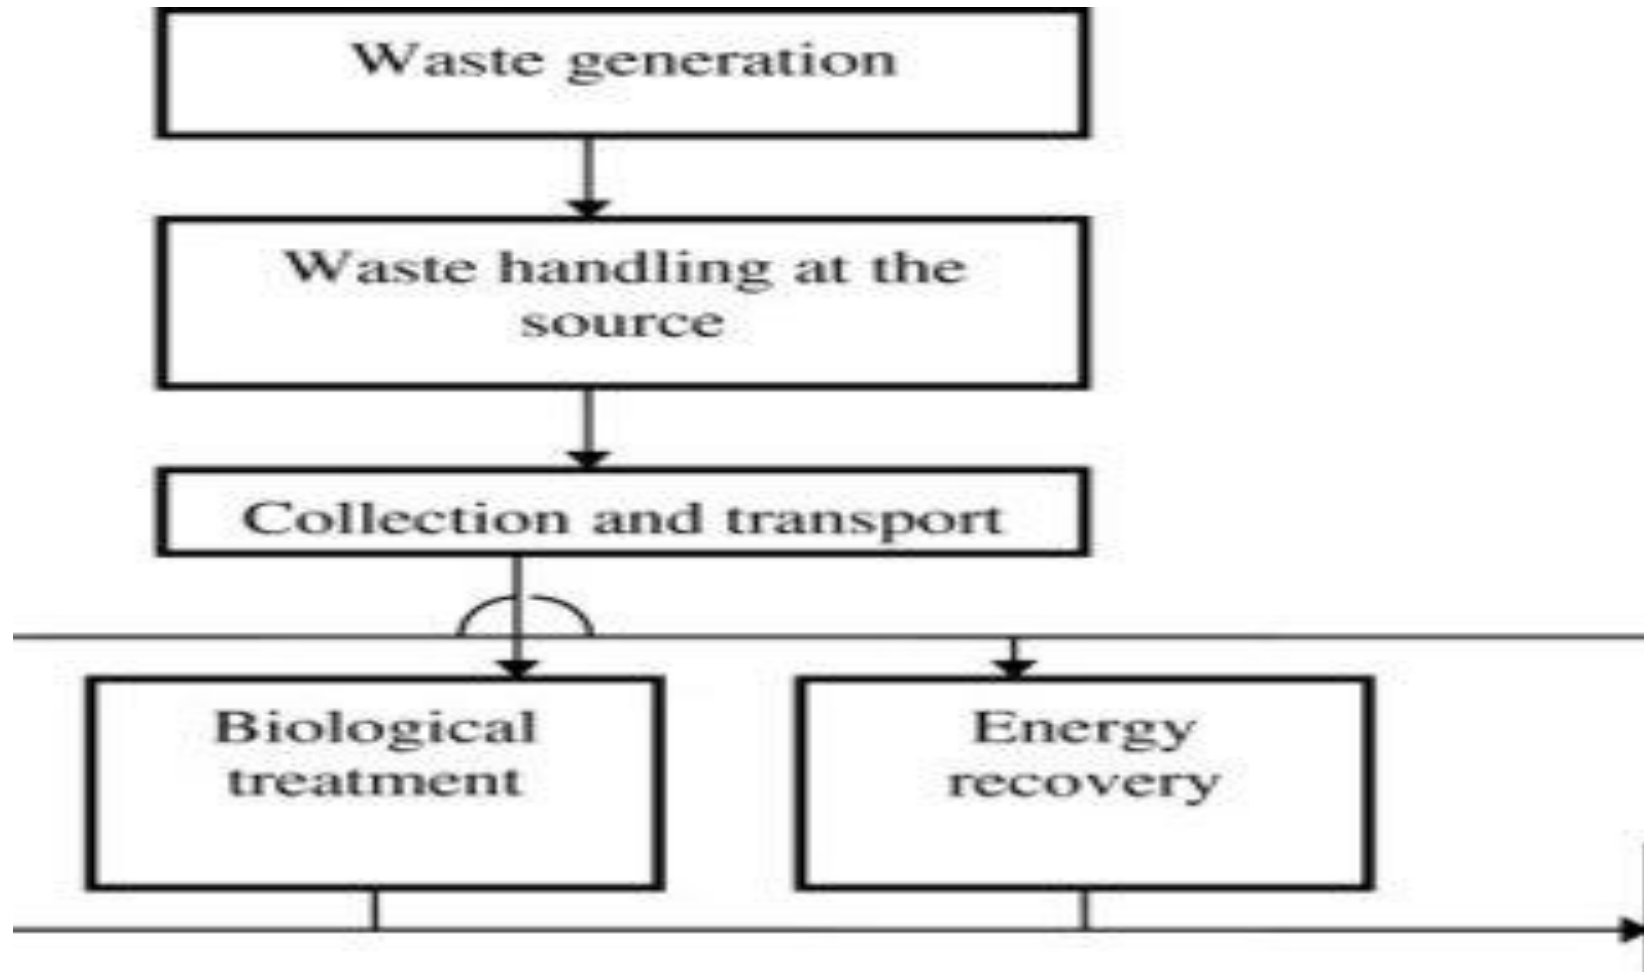 Waste generation
Waste handling at the
source
Collection and transport
Biological
treatment
Energy
recovery